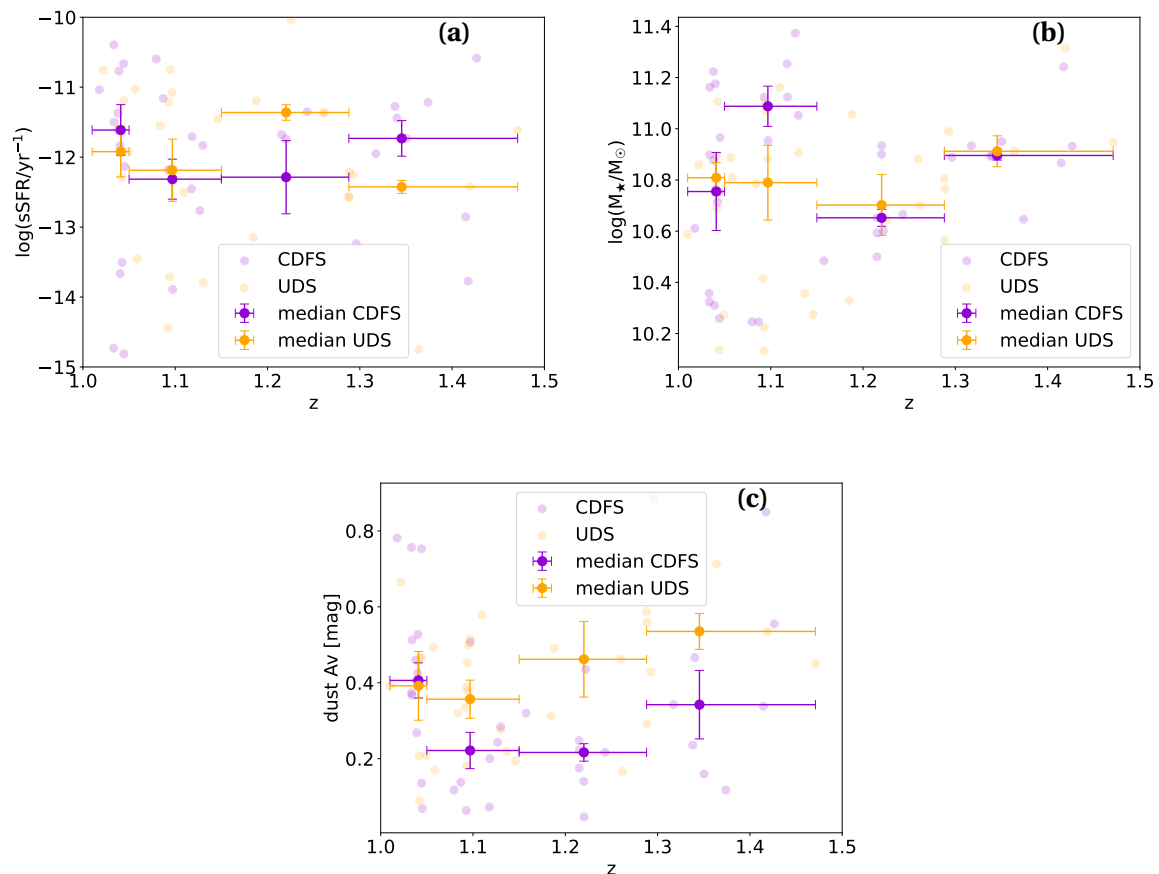 (a)
−10
−11
−12
−13
−14
−15
log(sSFR/yr⁻¹)
CDFS
UDS
median CDFS
median UDS
1.0 1.1 1.2 1.3 1.4 1.5
z
(b)
11.4
11.2
11.0
10.8
10.6
10.4
10.2
log(M★/M⊙)
CDFS
UDS
median CDFS
median UDS
1.0 1.1 1.2 1.3 1.4 1.5
z
(c)
0.8
0.6
0.4
0.2
dust Av [mag]
CDFS
UDS
median CDFS
median UDS
1.0 1.1 1.2 1.3 1.4 1.5
z